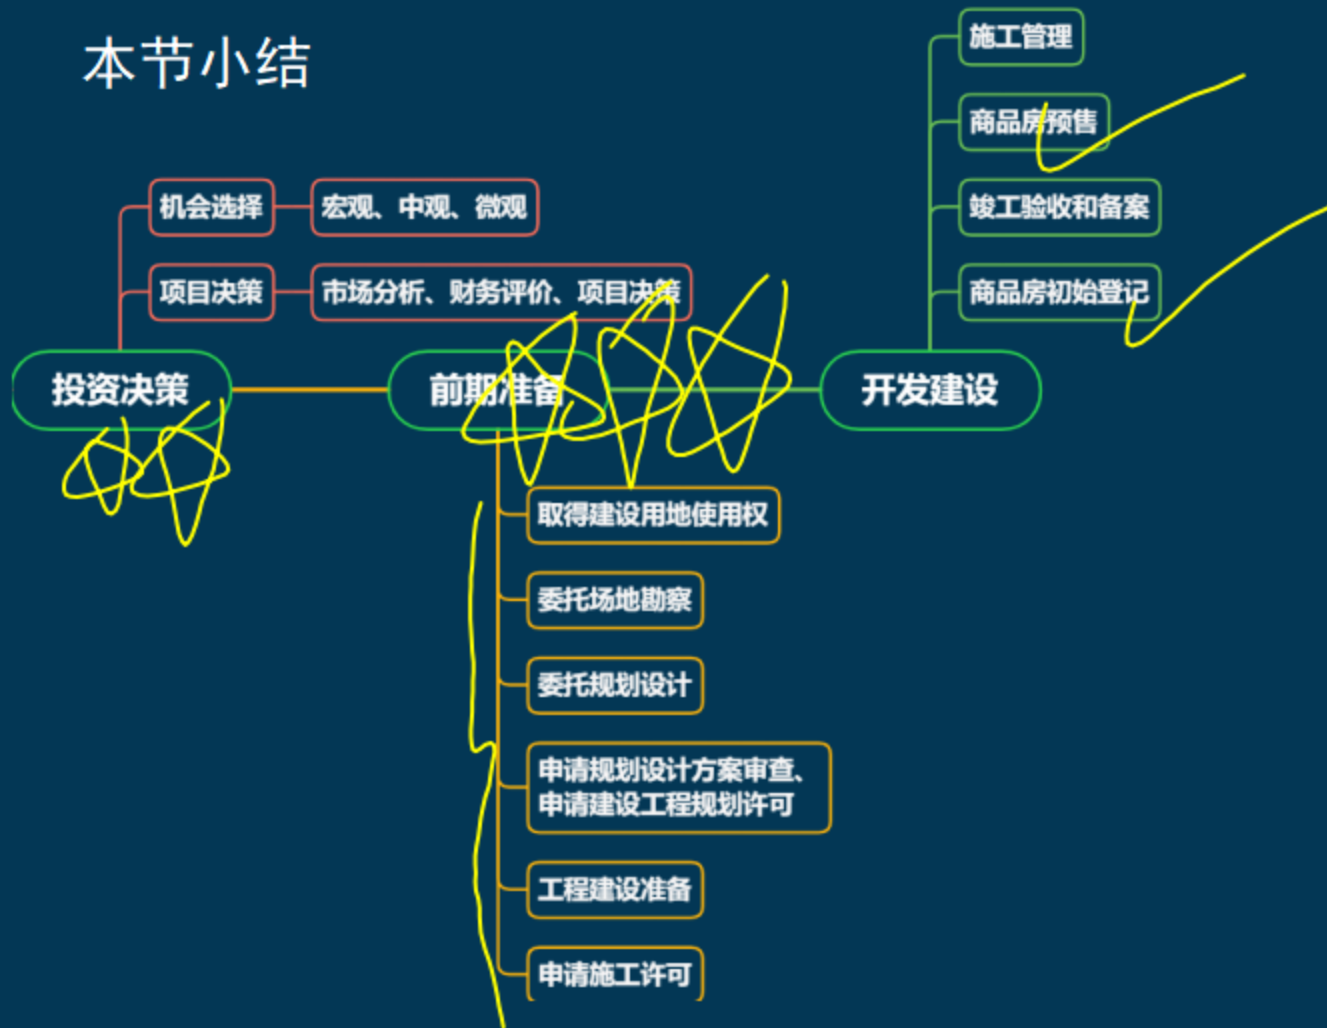 本节小结
机会选择
宏观、中观、微观
项目决策
市场分析、财务评价、项目决策
投资决策
前期准备
取得建设用地使用权
委托场地勘察
委托规划设计
申请规划设计方案审查、
申请建设工程规划许可
工程建设准备
申请施工许可
开发建设
施工管理
商品房预售
竣工验收和备案
商品房初始登记